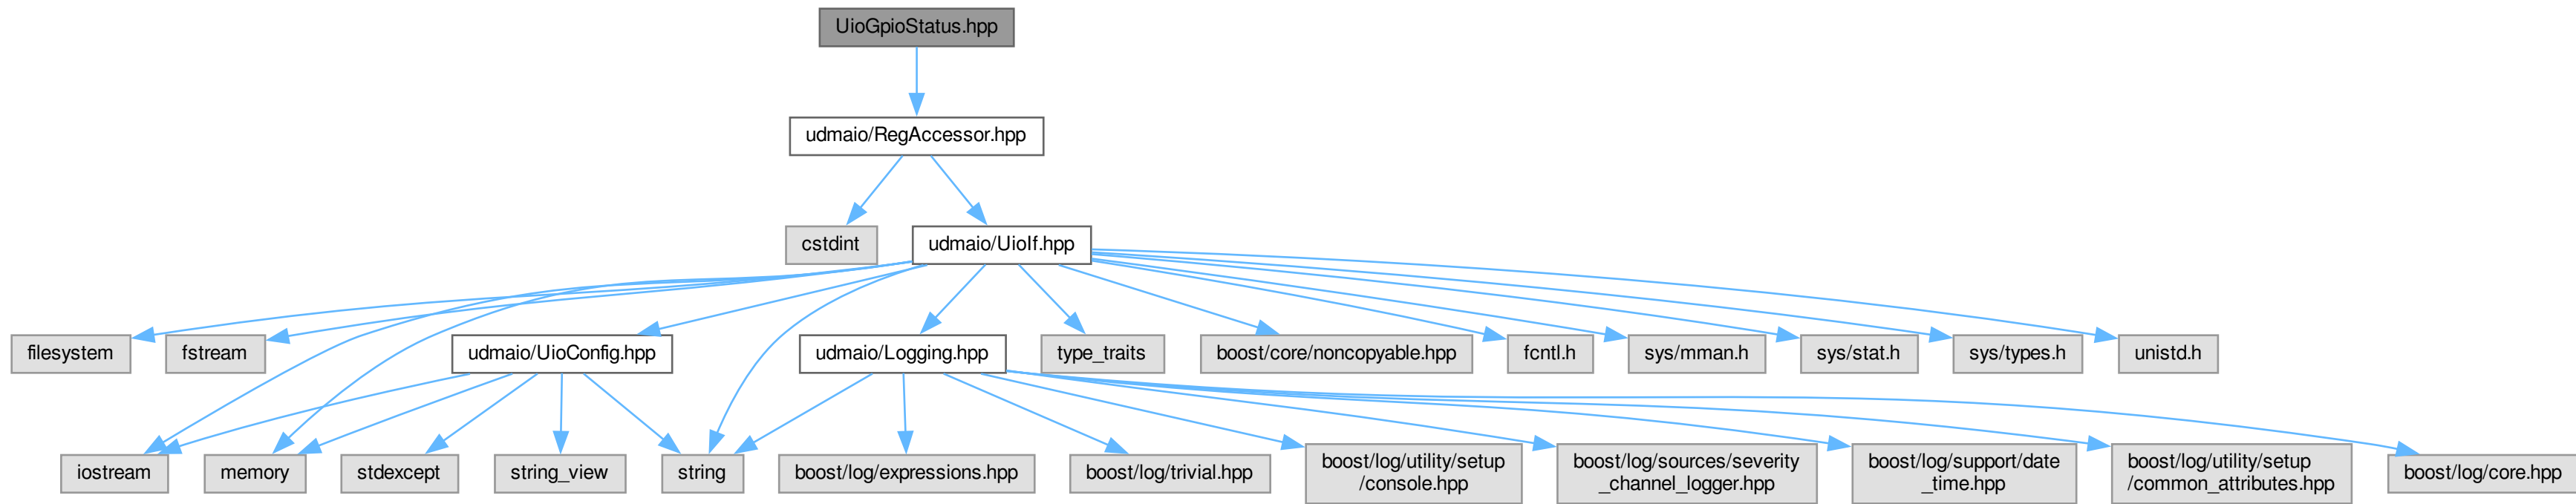 UioGpioStatus.hpp
udmaio/RegAccessor.hpp
cstdint
udmaio/UioIf.hpp
filesystem
fstream
udmaio/UioConfig.hpp
udmaio/Logging.hpp
type_traits
boost/core/noncopyable.hpp
fcntl.h
sys/mman.h
sys/stat.h
sys/types.h
unistd.h
iostream
memory
stdexcept
string_view
string
boost/log/expressions.hpp
boost/log/trivial.hpp
boost/log/utility/setup
/console.hpp
boost/log/sources/severity
_channel_logger.hpp
boost/log/support/date
_time.hpp
boost/log/utility/setup
/common_attributes.hpp
boost/log/core.hpp